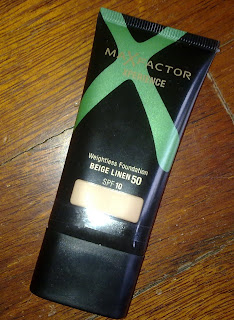 MAX FACTOR
Weightless Foundation
BEIGE LINEN 50
SPF 10